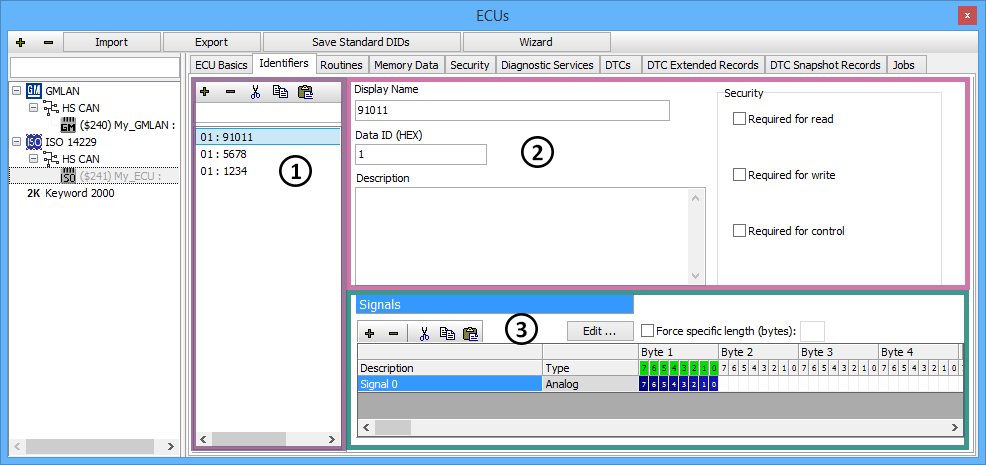 ECUs
x
+ − Import Export Save Standard DIDs Wizard
ECU Basics Identifiers Routines Memory Data Security Diagnostic Services DTCs DTC Extended Records DTC Snapshot Records Jobs
GM GMLAN
HS CAN
GM ($240) My_GMLAN :
ISO ISO 14229
HS CAN
ISO ($241) My_ECU :
2K Keyword 2000
01 : 91011
01 : 5678
01 : 1234
1
Display Name
91011
Data ID (HEX)
1
2
Description
Security
Required for read
Required for write
Required for control
Signals
3
Edit ... Force specific length (bytes):
Byte 1 Byte 2 Byte 3 Byte 4
Description Type 7 6 5 4 3 2 1 0 7 6 5 4 3 2 1 0 7 6 5 4 3 2 1 0 7 6 5 4 3 2 1 0 7
Signal 0 Analog 7 6 5 4 3 2 1 0